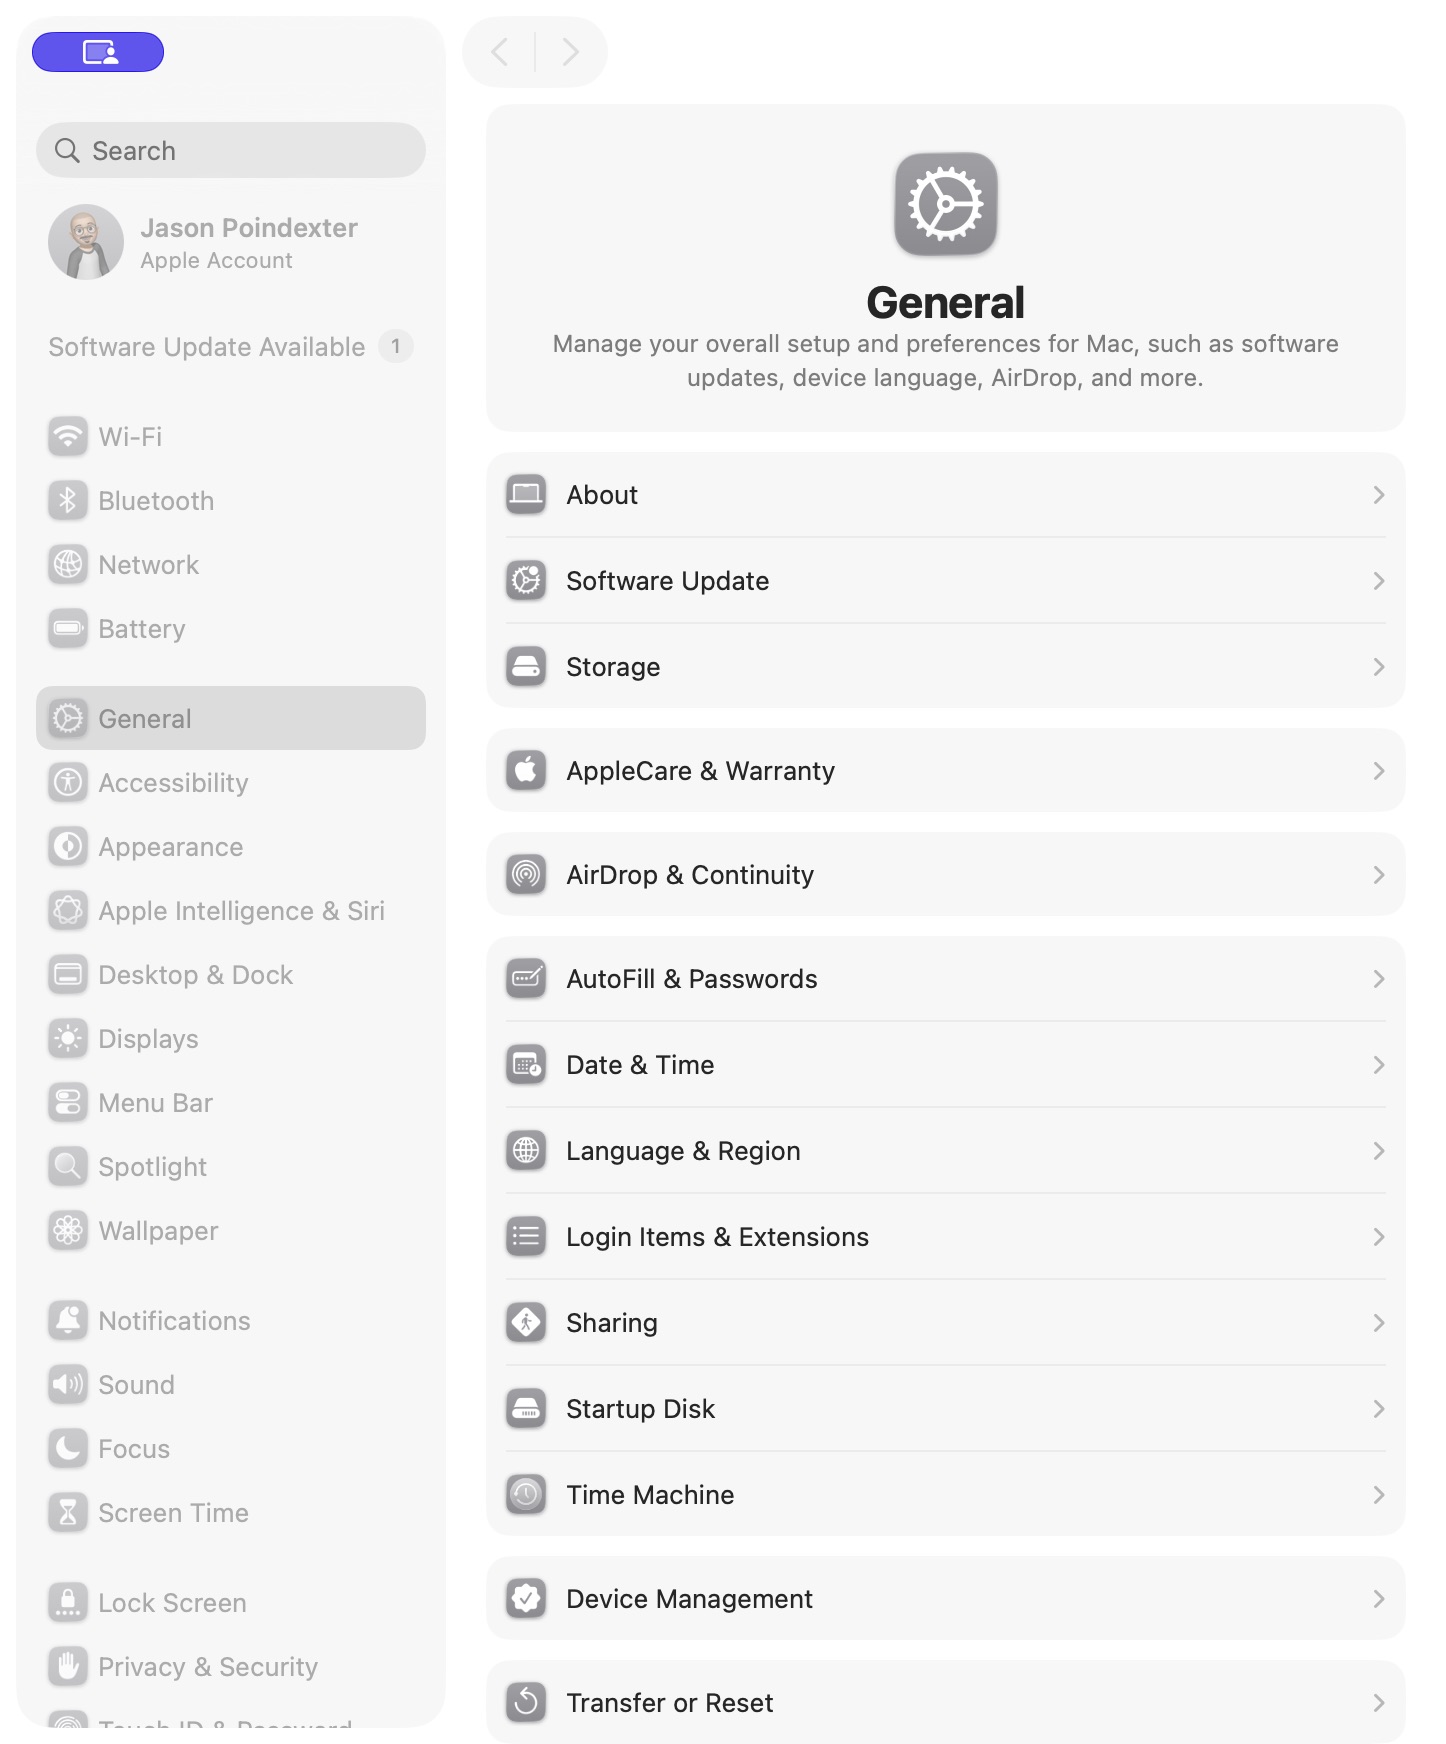 Search
Jason Poindexter
Apple Account
Software Update Available 1
Wi-Fi
Bluetooth
Network
Battery
General
Accessibility
Appearance
Apple Intelligence & Siri
Desktop & Dock
Displays
Menu Bar
Spotlight
Wallpaper
Notifications
Sound
Focus
Screen Time
Lock Screen
Privacy & Security
Touch ID & Password
General
Manage your overall setup and preferences for Mac, such as software
updates, device language, AirDrop, and more.
About
Software Update
Storage
AppleCare & Warranty
AirDrop & Continuity
AutoFill & Passwords
Date & Time
Language & Region
Login Items & Extensions
Sharing
Startup Disk
Time Machine
Device Management
Transfer or Reset